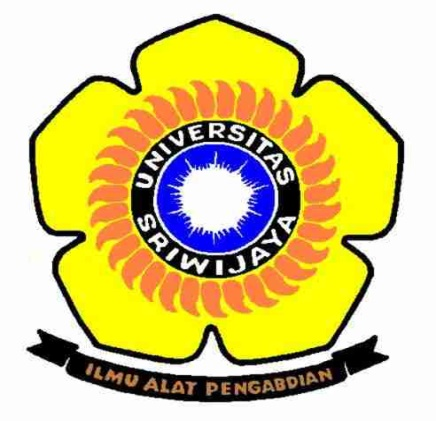 UNIVERSITAS
SRIWIJAYA
ILMU ALAT PENGABDIAN